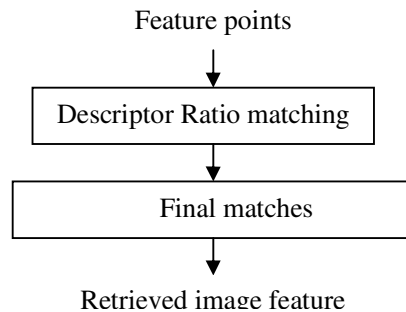 Feature points
Descriptor Ratio matching
Final matches
Retrieved image feature